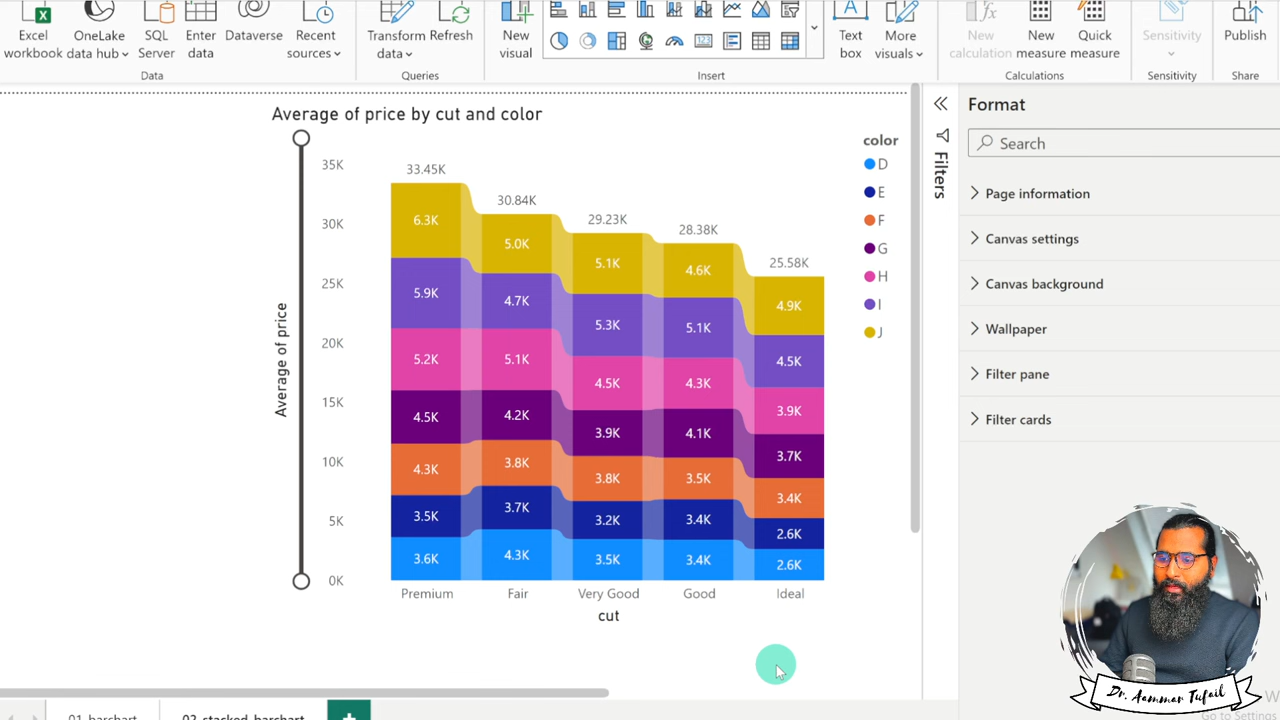 Excel workbook
OneLake data hub
SQL Server
Enter data
Dataverse
Recent sources
Transform data
Refresh
New visual
Text box
More visuals
New calculation
New measure
Quick measure
Sensitivity
Publish
Data
Queries
Insert
Calculations
Sensitivity
Share
Average of price by cut and color
35K
30K
25K
20K
15K
10K
5K
0K
Average of price
33.45K
6.3K
5.9K
5.2K
4.5K
4.3K
3.5K
3.6K
30.84K
5.0K
4.7K
5.1K
4.2K
3.8K
3.7K
4.3K
29.23K
5.1K
5.3K
4.5K
3.9K
3.8K
3.2K
3.5K
28.38K
4.6K
5.1K
4.3K
4.1K
3.5K
3.4K
3.4K
25.58K
4.9K
4.5K
3.9K
3.7K
3.4K
2.6K
2.6K
Premium Fair Very Good Good Ideal
cut
color
D
E
F
G
H
I
J
Filters
Format
Search
Page information
Canvas settings
Canvas background
Wallpaper
Filter pane
Filter cards
Dr. Aammar Tufail
Go to Settings
01_barchart
02_stacked_barchart